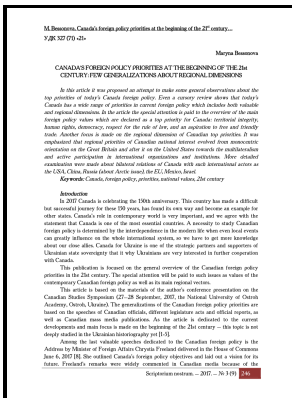 M. Bessonova. Canada's foreign policy priorities at the beginning of the 21st century…
УДК 327 (71) «21»
Maryna Bessonova
CANADA'S FOREIGN POLICY PRIORITIES AT THE BEGINNING OF THE 21st
CENTURY: FEW GENERALIZATIONS ABOUT REGIONAL DIMENSIONS
In this article it was proposed an attempt to make some general observations about the
top priorities of today's Canada foreign policy. Even a cursory review shows that today's
Canada has a wide range of priorities in current foreign policy which includes both valuable
and regional dimensions. In the article the special attention is paid to the overview of the main
foreign policy values which are declared as a top priority for Canada: territorial integrity,
human rights, democracy, respect for the rule of law, and an aspiration to free and friendly
trade. Another focus is made on the regional dimension of Canadian top priorities. It was
emphasized that regional priorities of Canadian national interest evolved from monocentric
orientation on the Great Britain and after it on the United States towards the multilateralism
and active participation in international organizations and institutions. More detailed
examination were made about bilateral relations of Canada with such international actors as
the USA, China, Russia (about Arctic issue), the EU, Mexico, Israel.
Keywords: Canada, foreign policy, priorities, national values, 21st century
Introduction
In 2017 Canada is celebrating the 150th anniversary. This country has made a difficult
but successful journey for these 150 years, has found its own way and become an example for
other states. Canada's role in contemporary world is very important, and we agree with the
statement that Canada is one of the most essential countries. A necessity to study Canadian
foreign policy is determined by the interdependence in the modern life when even local events
can greatly influence on the whole international system, so we have to get more knowledge
about our close allies. Canada for Ukraine is one of the strategic partners and supporters of
Ukrainian state sovereignty that is why Ukrainians are very interested in further cooperation
with Canada.
This publication is focused on the general overview of the Canadian foreign policy
priorities in the 21st century. The special attention will be paid to such issues as values of the
contemporary Canadian foreign policy as well as its main regional vectors.
This article is based on the materials of the author's conference presentation on the
Canadian Studies Symposium (27–28 September, 2017, the National University of Ostroh
Academy, Ostroh, Ukraine). The generalizations of the Canadian foreign policy priorities are
based on the speeches of Canadian officials, different legislature acts and official reports, as
well as Canadian mass media publications. As the article is dedicated to the current
developments and main focus is made on the beginning of the 21st century – this topic is not
deeply studied in the Ukrainian historiography yet [1-5].
Among the last valuable speeches dedicated to the Canadian foreign policy is the
Address by Minister of Foreign Affairs Chrystia Freeland delivered in the House of Commons
June 6, 2017 [8]. She outlined Canada's foreign policy objectives and laid out a vision for its
future. Freeland's remarks were widely commented in Canadian media because of the
Scriptorium nostrum. – 2017. – № 3 (9) 246